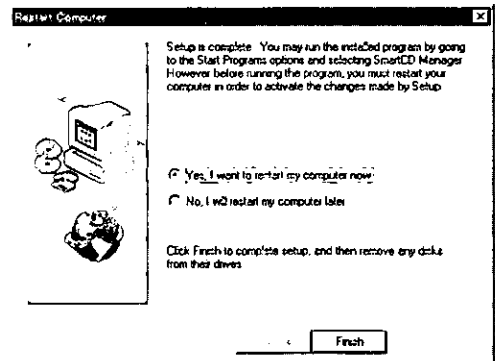 Restart Computer
Setup is complete. You may run the installed program by going
to the Start Programs options and selecting SmartCD Manager
However before running the program, you must restart your
computer in order to activate the changes made by Setup
Yes, I want to restart my computer now
No, I will restart my computer later
Click Finish to complete setup, and then remove any disks
from their drives
Finish